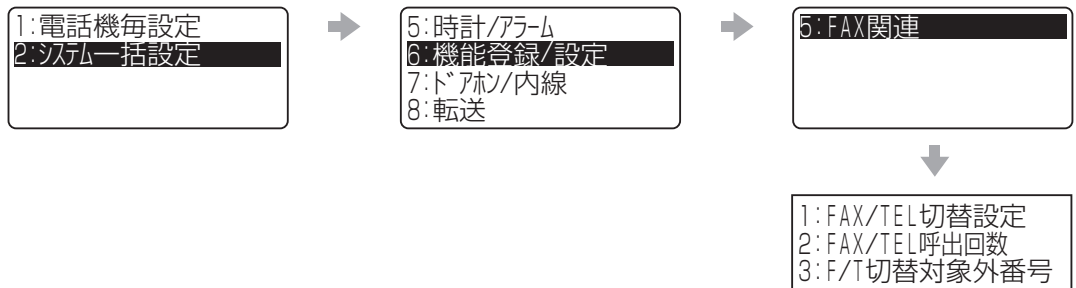 1:電話機毎設定
2:ｼｽﾃﾑ一括設定
5:時計/ｱﾗｰﾑ
6:機能登録/設定
7:ﾄﾞｱﾎﾝ/内線
8:転送
5:FAX関連
1:FAX/TEL切替設定
2:FAX/TEL呼出回数
3:F/T切替対象外番号